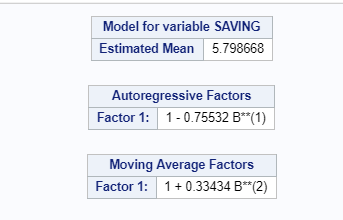 Model for variable SAVING
Estimated Mean 5.798668
Autoregressive Factors
Factor 1: 1 - 0.75532 B**(1)
Moving Average Factors
Factor 1: 1 + 0.33434 B**(2)